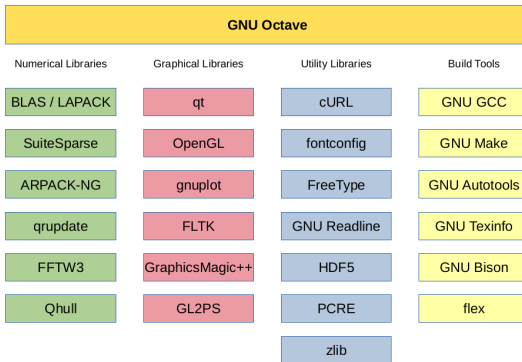 GNU Octave
Numerical Libraries
BLAS / LAPACK
SuiteSparse
ARPACK-NG
qrupdate
FFTW3
Qhull
Graphical Libraries
qt
OpenGL
gnuplot
FLTK
GraphicsMagic++
GL2PS
Utility Libraries
cURL
fontconfig
FreeType
GNU Readline
HDF5
PCRE
zlib
Build Tools
GNU GCC
GNU Make
GNU Autotools
GNU Texinfo
GNU Bison
flex